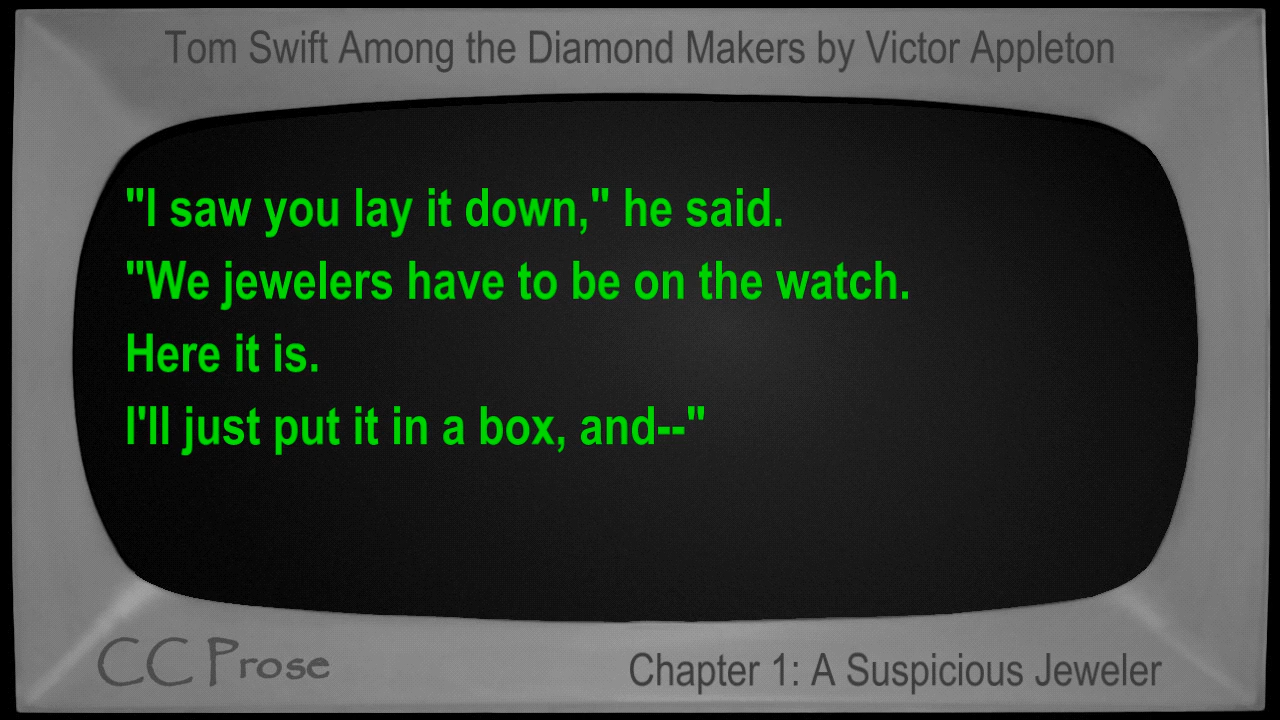 Tom Swift Among the Diamond Makers by Victor Appleton
"I saw you lay it down," he said.
"We jewelers have to be on the watch.
Here it is.
I'll just put it in a box, and--"
CC Prose
Chapter 1: A Suspicious Jeweler